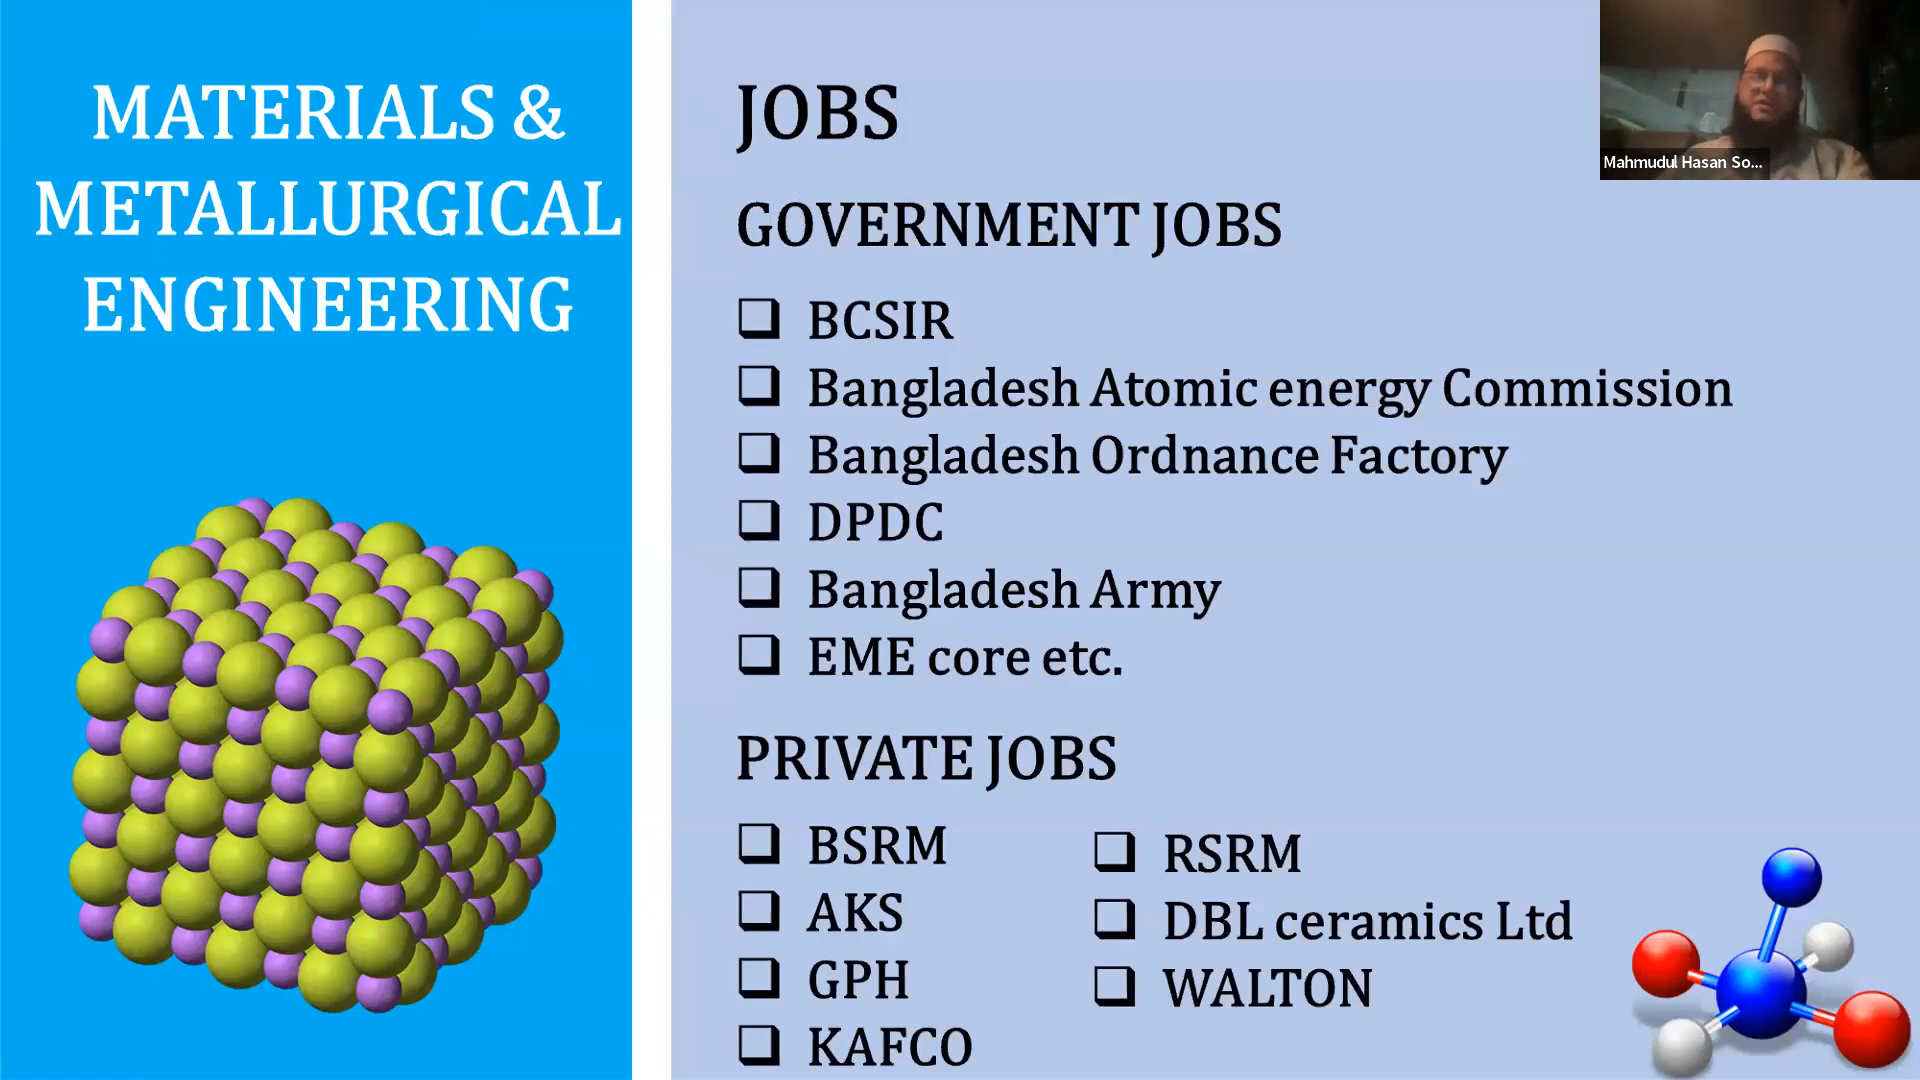 MATERIALS &
METALLURGICAL
ENGINEERING
JOBS
GOVERNMENT JOBS
BCSIR
Bangladesh Atomic energy Commission
Bangladesh Ordnance Factory
DPDC
Bangladesh Army
EME core etc.
PRIVATE JOBS
BSRM
AKS
GPH
KAFCO
RSRM
DBL ceramics Ltd
WALTON
Mahmudul Hasan So...